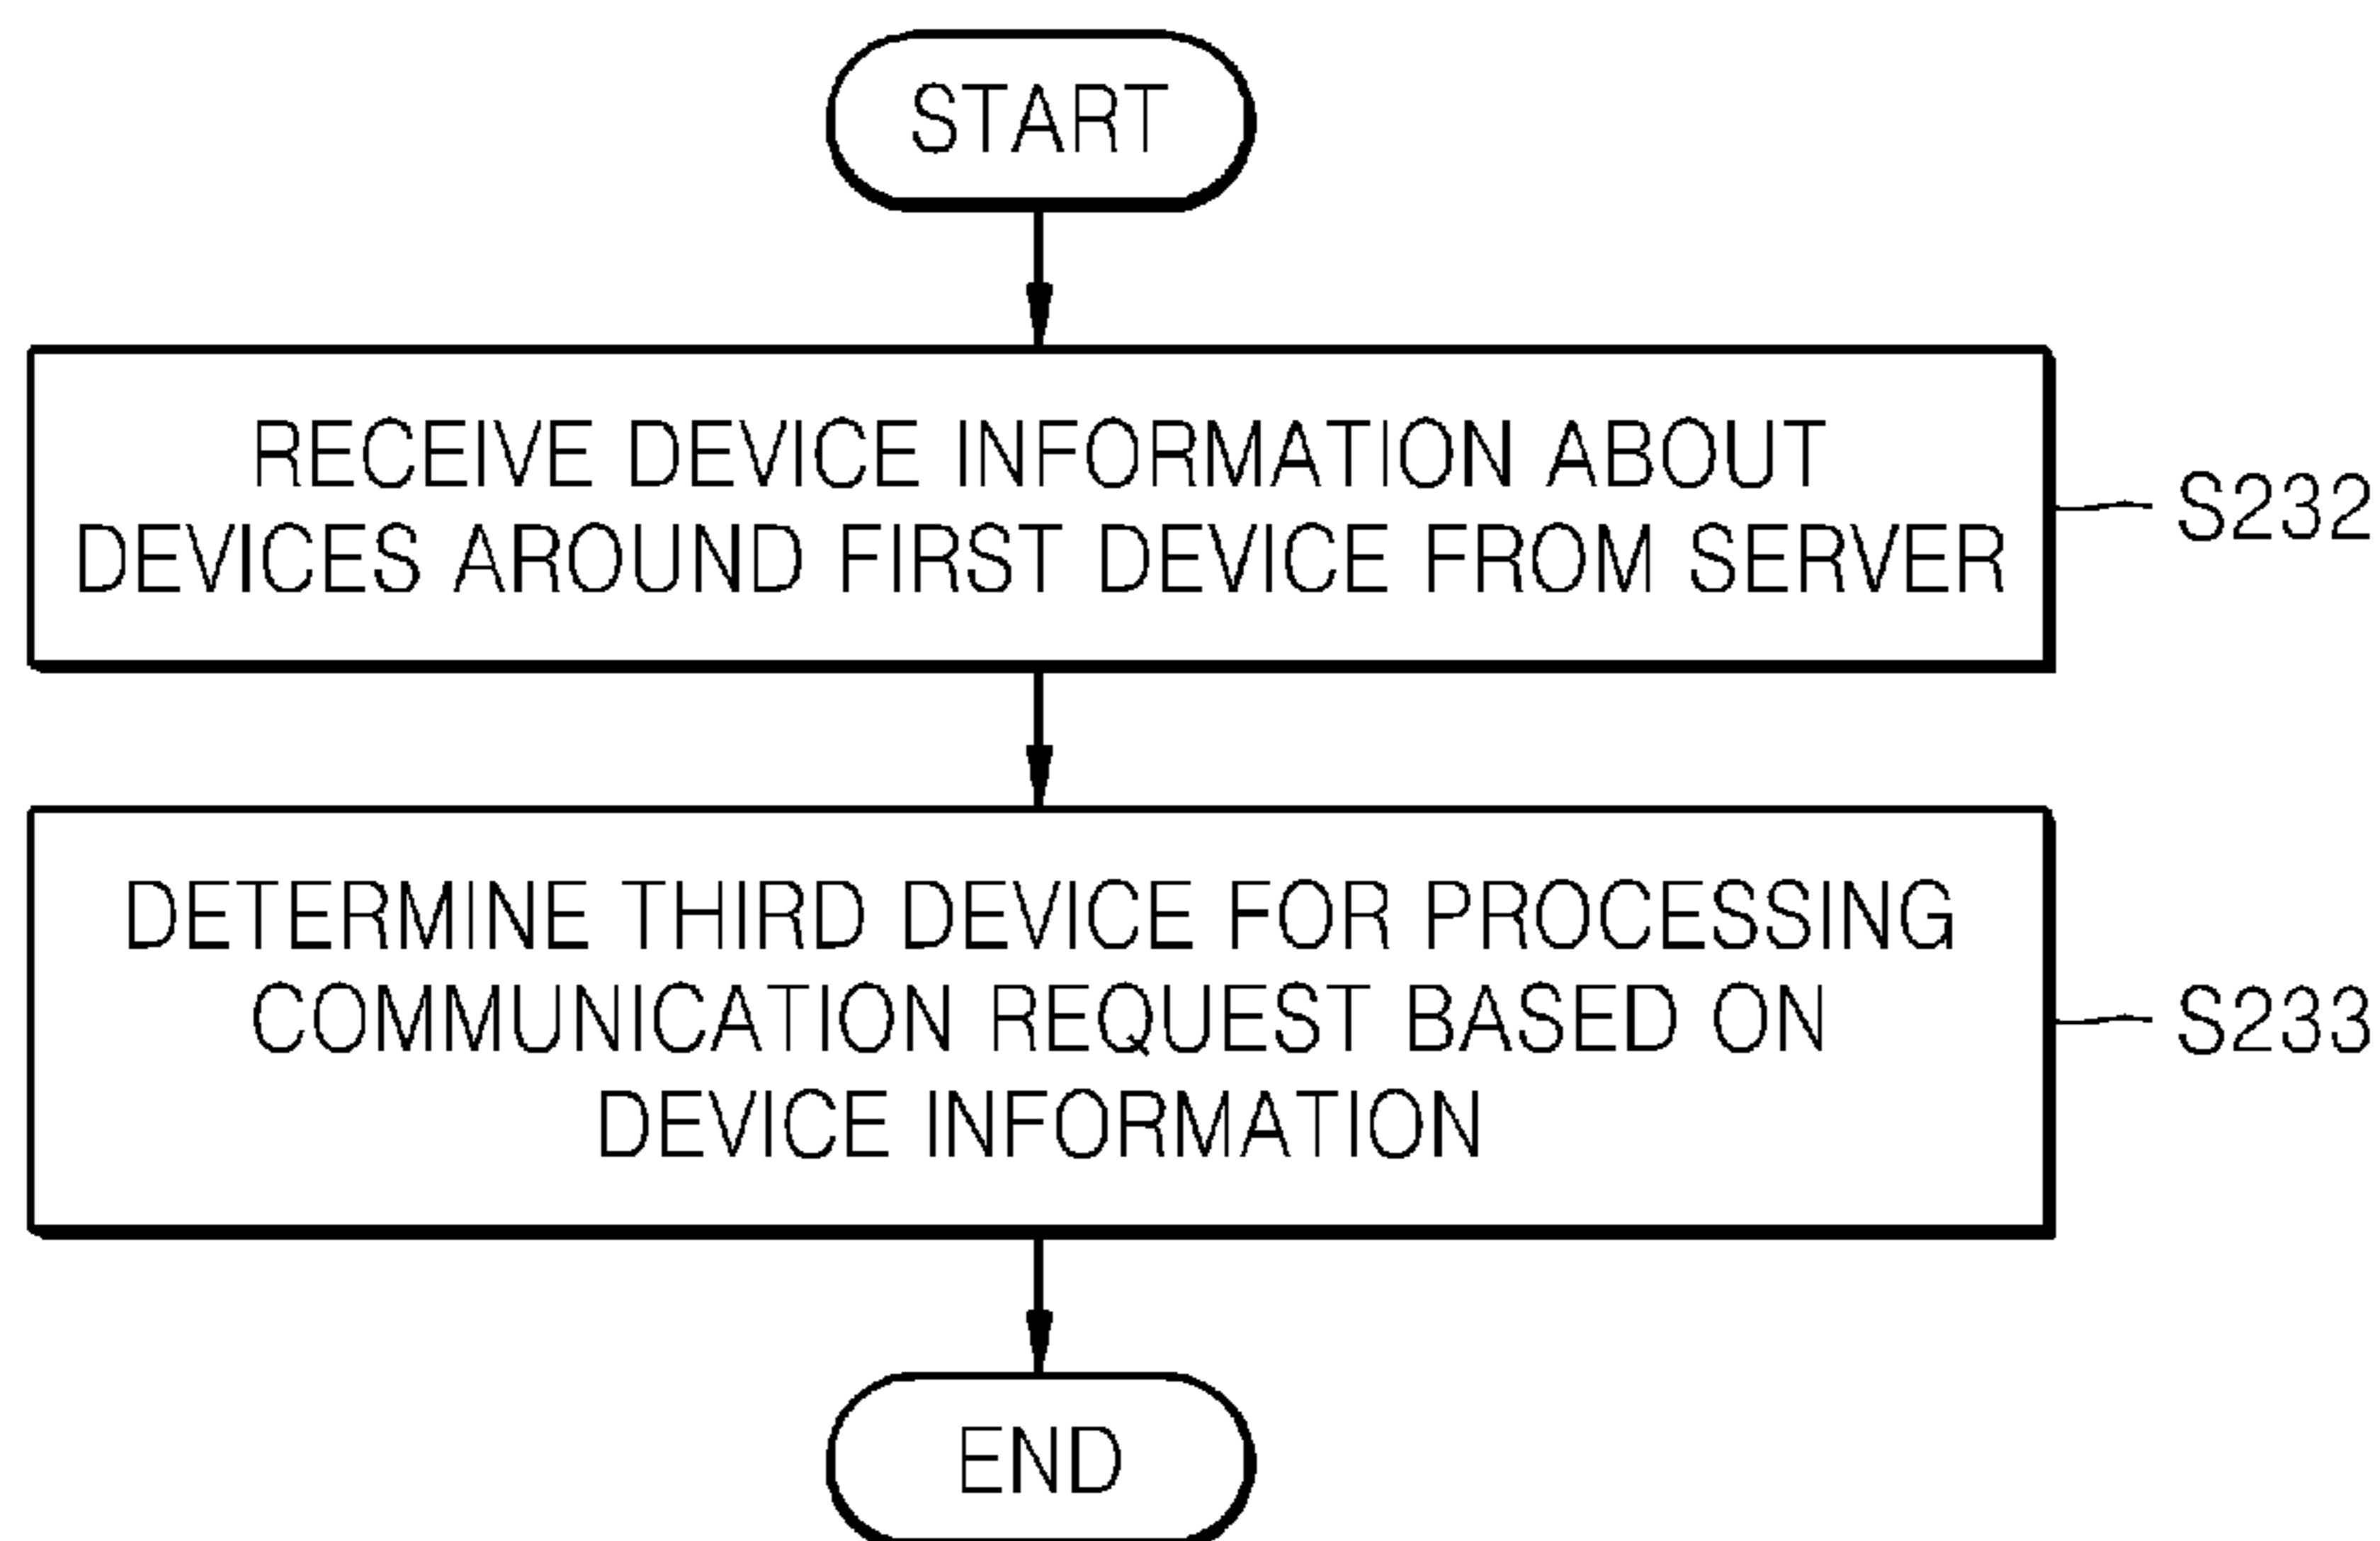 START
RECEIVE DEVICE INFORMATION ABOUT
DEVICES AROUND FIRST DEVICE FROM SERVER
S232
DETERMINE THIRD DEVICE FOR PROCESSING
COMMUNICATION REQUEST BASED ON
DEVICE INFORMATION
S233
END